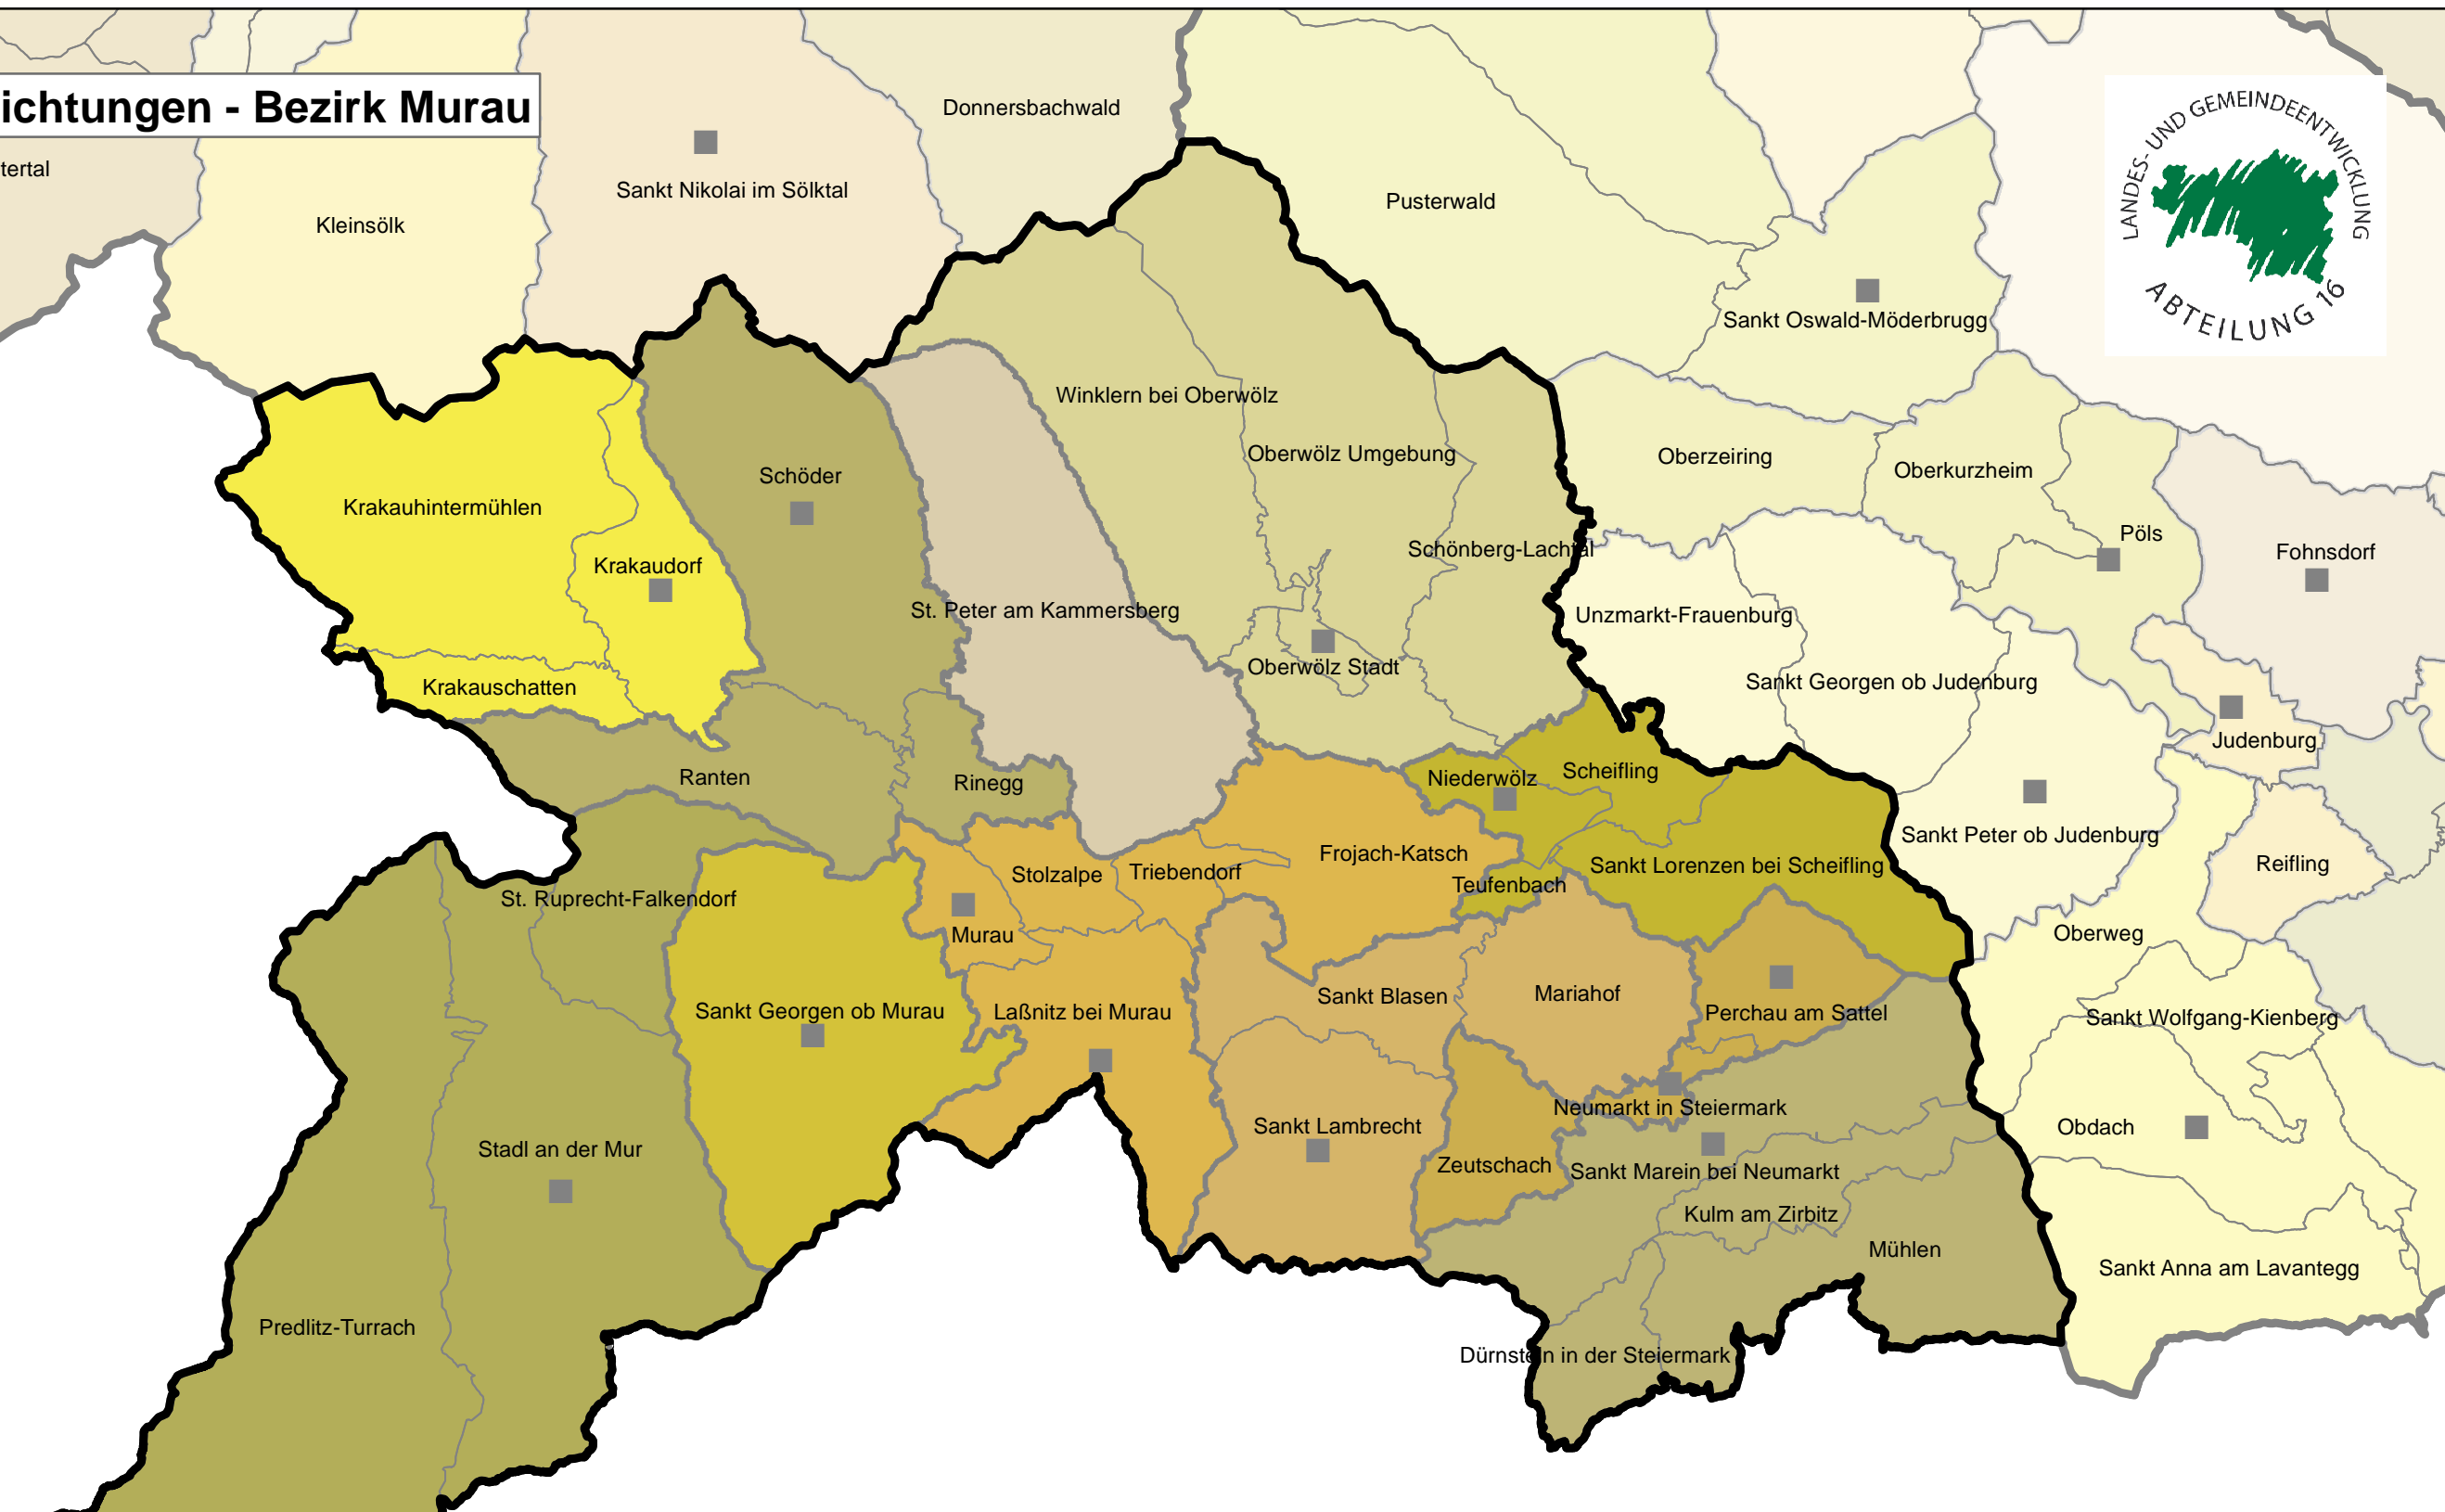 Donnersbachwald
ichtungen - Bezirk Murau
LANDES- UND GEMEINDEENTWICKLUNG
ABTEILUNG 16
tertal
Sankt Nikolai im Sölktal
Pusterwald
Kleinsölk
Sankt Oswald-Möderbrugg
Winklern bei Oberwölz
Oberwölz Umgebung
Oberzeiring
Oberkurzheim
Schöder
Krakauhintermühlen
Pöls
Schönberg-Lachtal
Fohnsdorf
Krakaudorf
St. Peter am Kammersberg
Unzmarkt-Frauenburg
Oberwölz Stadt
Sankt Georgen ob Judenburg
Krakauschatten
Judenburg
Scheifling
Ranten
Niederwölz
Rinegg
Sankt Peter ob Judenburg
Frojach-Katsch
Reifling
Sankt Lorenzen bei Scheifling
Triebendorf
Stolzalpe
Teufenbach
St. Ruprecht-Falkendorf
Oberweg
Murau
Mariahof
Sankt Blasen
Sankt Georgen ob Murau
Laßnitz bei Murau
Perchau am Sattel
Sankt Wolfgang-Kienberg
Neumarkt in Steiermark
Sankt Lambrecht
Obdach
Stadl an der Mur
Zeutschach
Sankt Marein bei Neumarkt
Kulm am Zirbitz
Mühlen
Sankt Anna am Lavantegg
Predlitz-Turrach
Dürnstein in der Steiermark